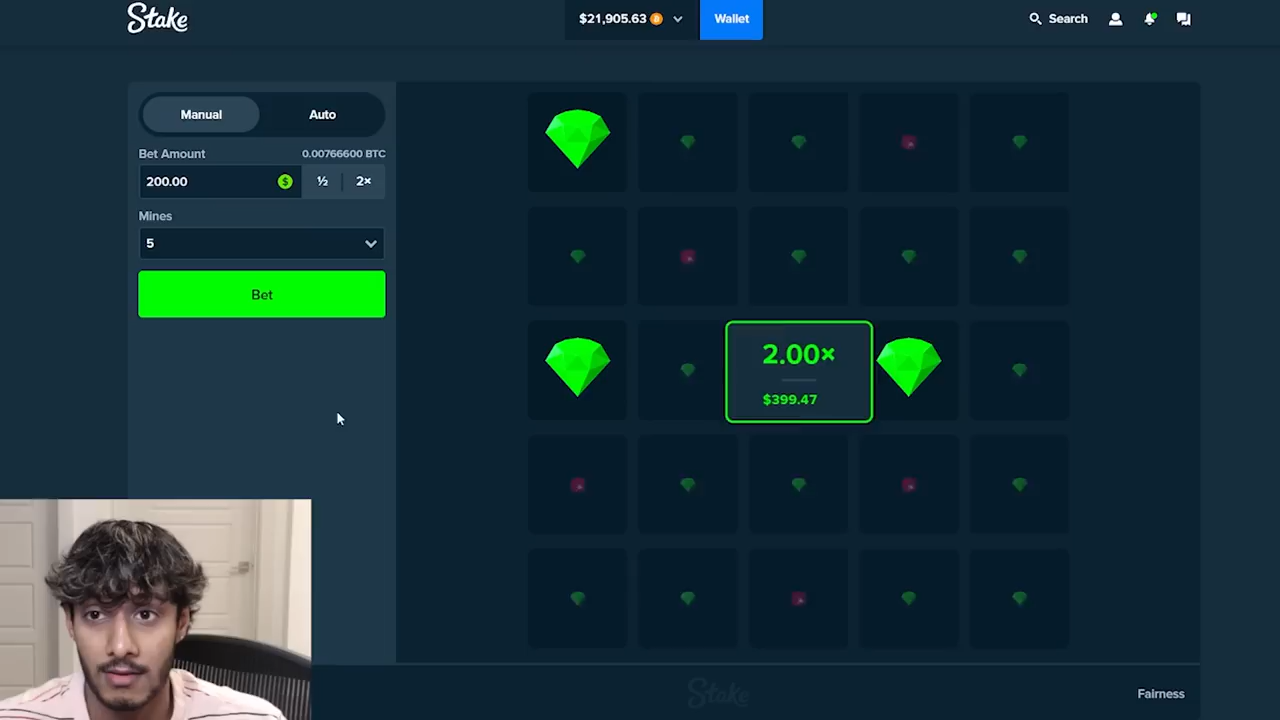 Stake
$21,905.63
Wallet
Search
Manual
Auto
Bet Amount
0.00766600 BTC
200.00
$
½
2×
Mines
5
Bet
2.00×
$399.47
Stake
Fairness